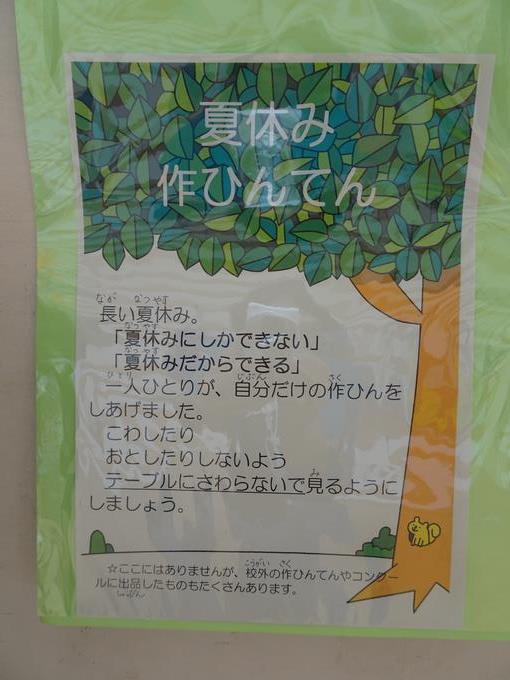 夏休み
作ひんてん
長い夏休み。
「夏休みにしかできない」
「夏休みだからできる」
一人ひとりが、自分だけの作ひんを
しあげました。
こわしたり
おとしたりしないよう
テーブルにさわらないで見るように
しましょう。
☆ここにはありませんが、校外の作ひんてんやコンクー
ルに出品したものもたくさんあります。